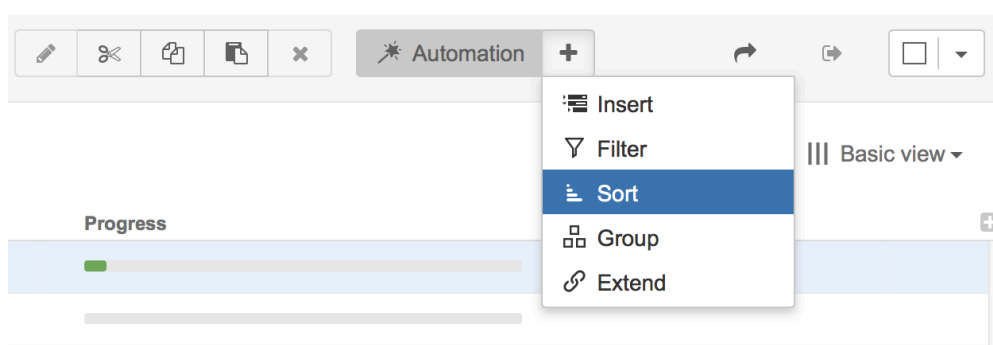 Automation
Insert
Filter
Basic view
Sort
Progress
Group
Extend